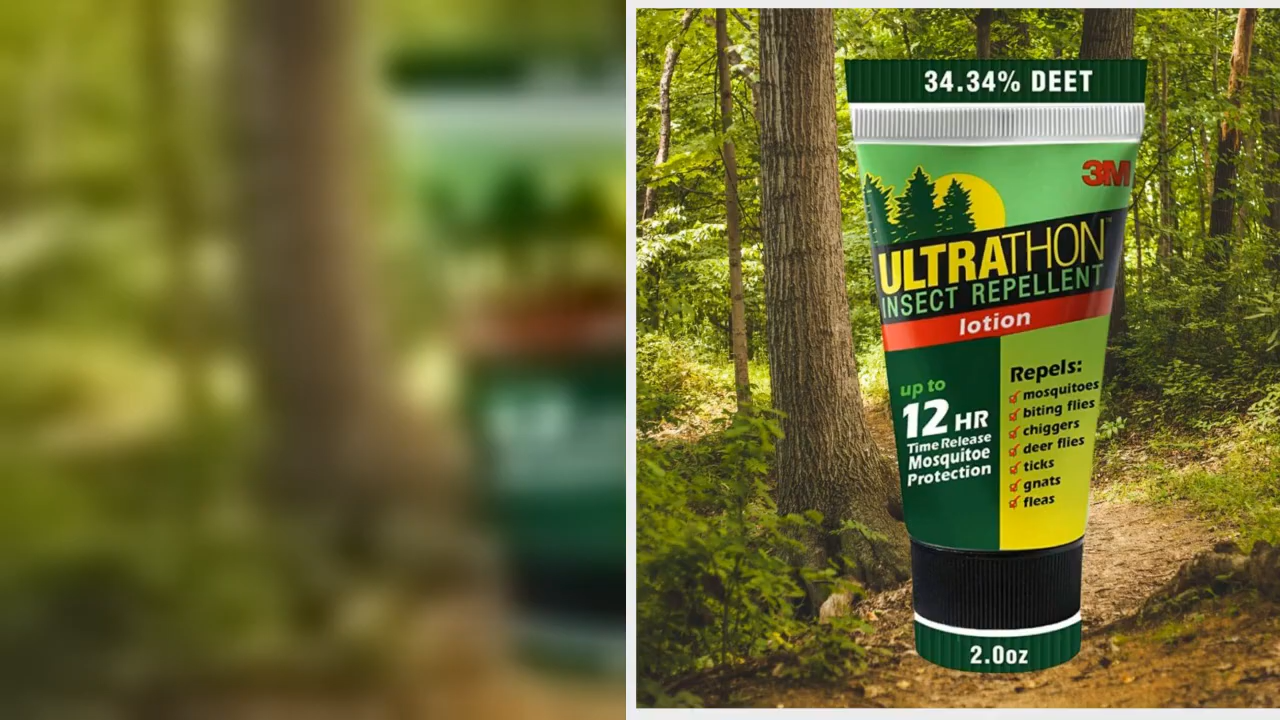 34.34% DEET
3M
ULTRATHON™
INSECT REPELLENT
lotion
up to
12 HR
Time Release
Mosquitoe
Protection
Repels:
mosquitoes
biting flies
chiggers
deer flies
ticks
gnats
fleas
2.0oz